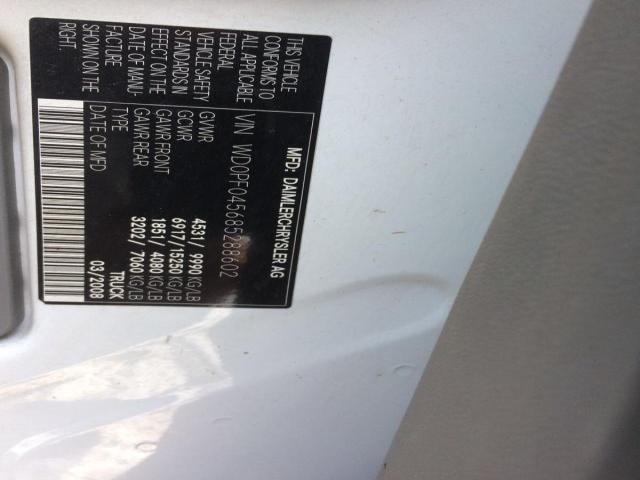 MFD: DAIMLERCHRYSLER AG
VIN WD0PF045685288602
GVWR 4531/ 9990 KG/LB
GCWR 6917/15250 KG/LB
GAWR FRONT 1851/ 4080 KG/LB
GAWR REAR 3202/ 7060 KG/LB
TYPE TRUCK
DATE OF MFD 03/2008
THIS VEHICLE
CONFORMS TO
ALL APPLICABLE
FEDERAL
VEHICLE SAFETY
STANDARDS IN
EFFECT ON THE
DATE OF MANU-
FACTURE
SHOWN ON THE
RIGHT.